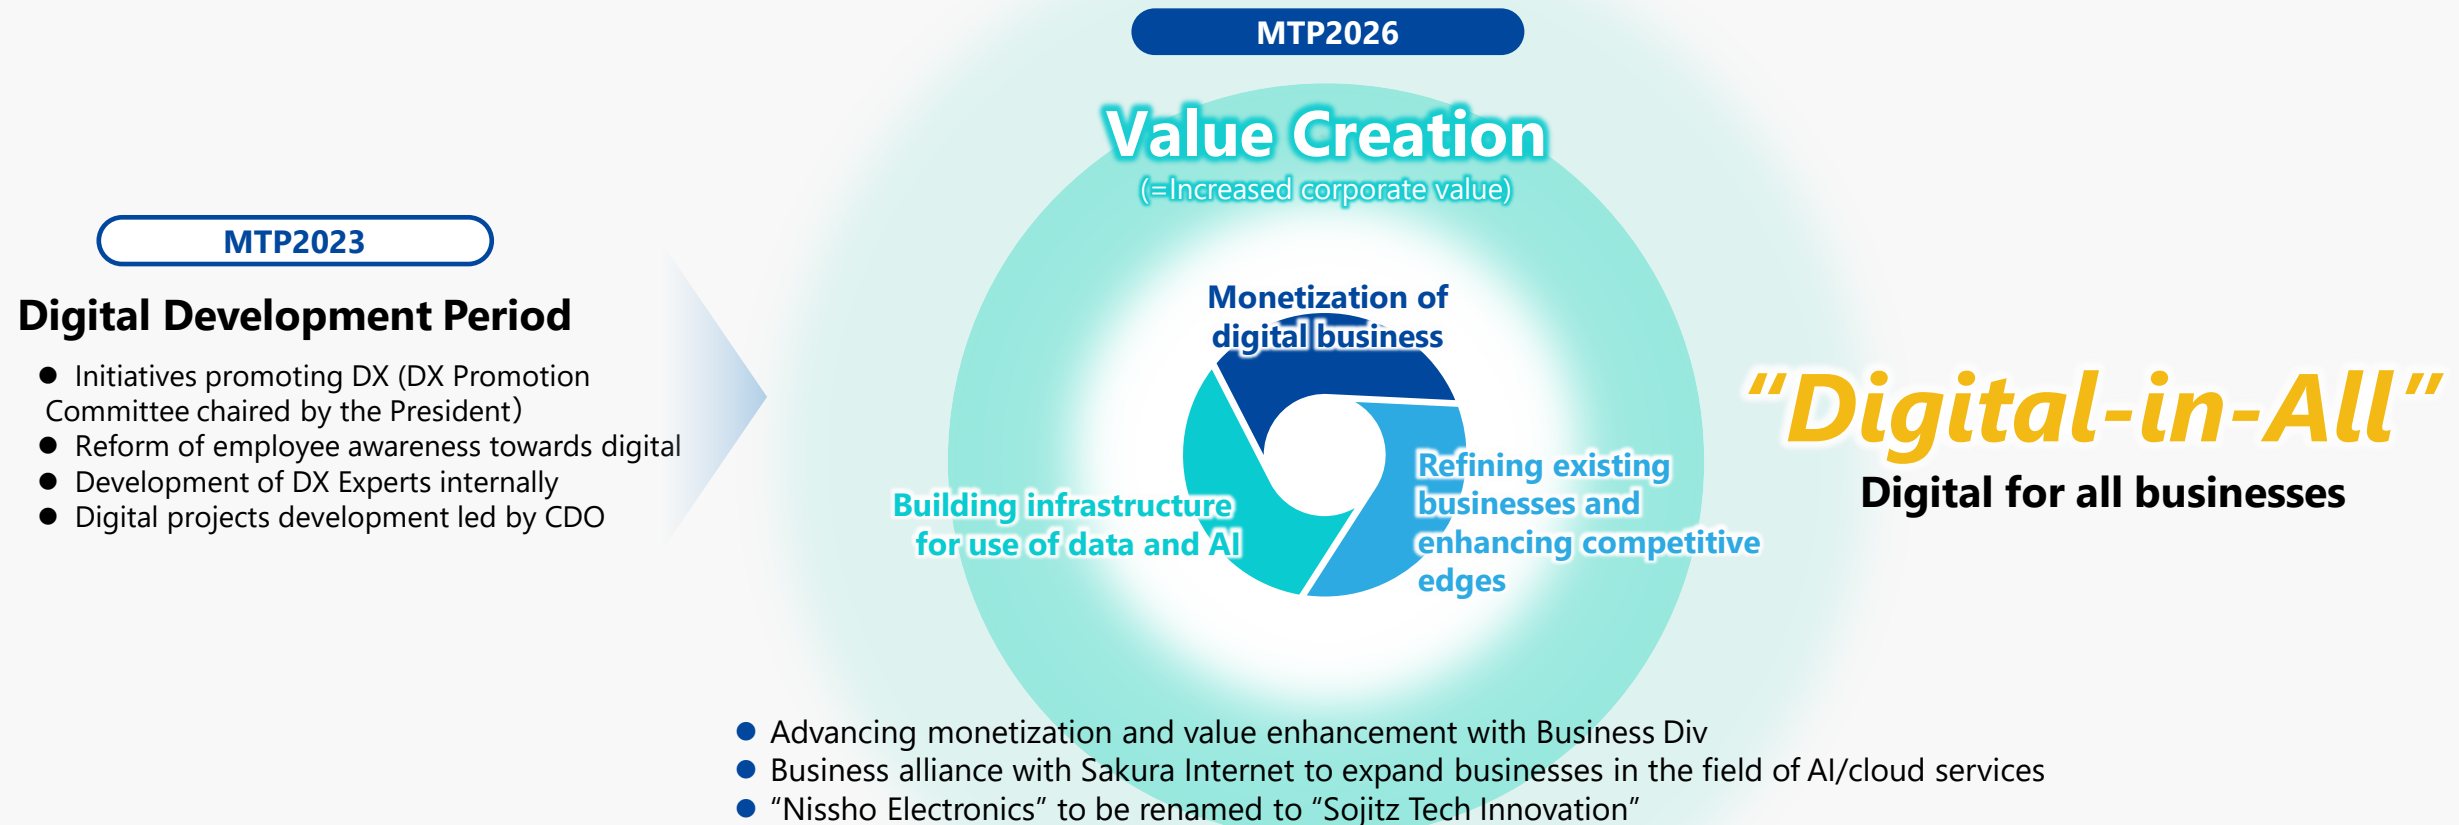 MTP2023
Digital Development Period
● Initiatives promoting DX (DX Promotion
Committee chaired by the President）
● Reform of employee awareness towards digital
● Development of DX Experts internally
● Digital projects development led by CDO
MTP2026
Value Creation
(=Increased corporate value)
Monetization of
digital business
Building infrastructure
for use of data and AI
Refining existing
businesses and
enhancing competitive
edges
● Advancing monetization and value enhancement with Business Div
● Business alliance with Sakura Internet to expand businesses in the field of AI/cloud services
● “Nissho Electronics” to be renamed to “Sojitz Tech Innovation”
“Digital-in-All”
Digital for all businesses